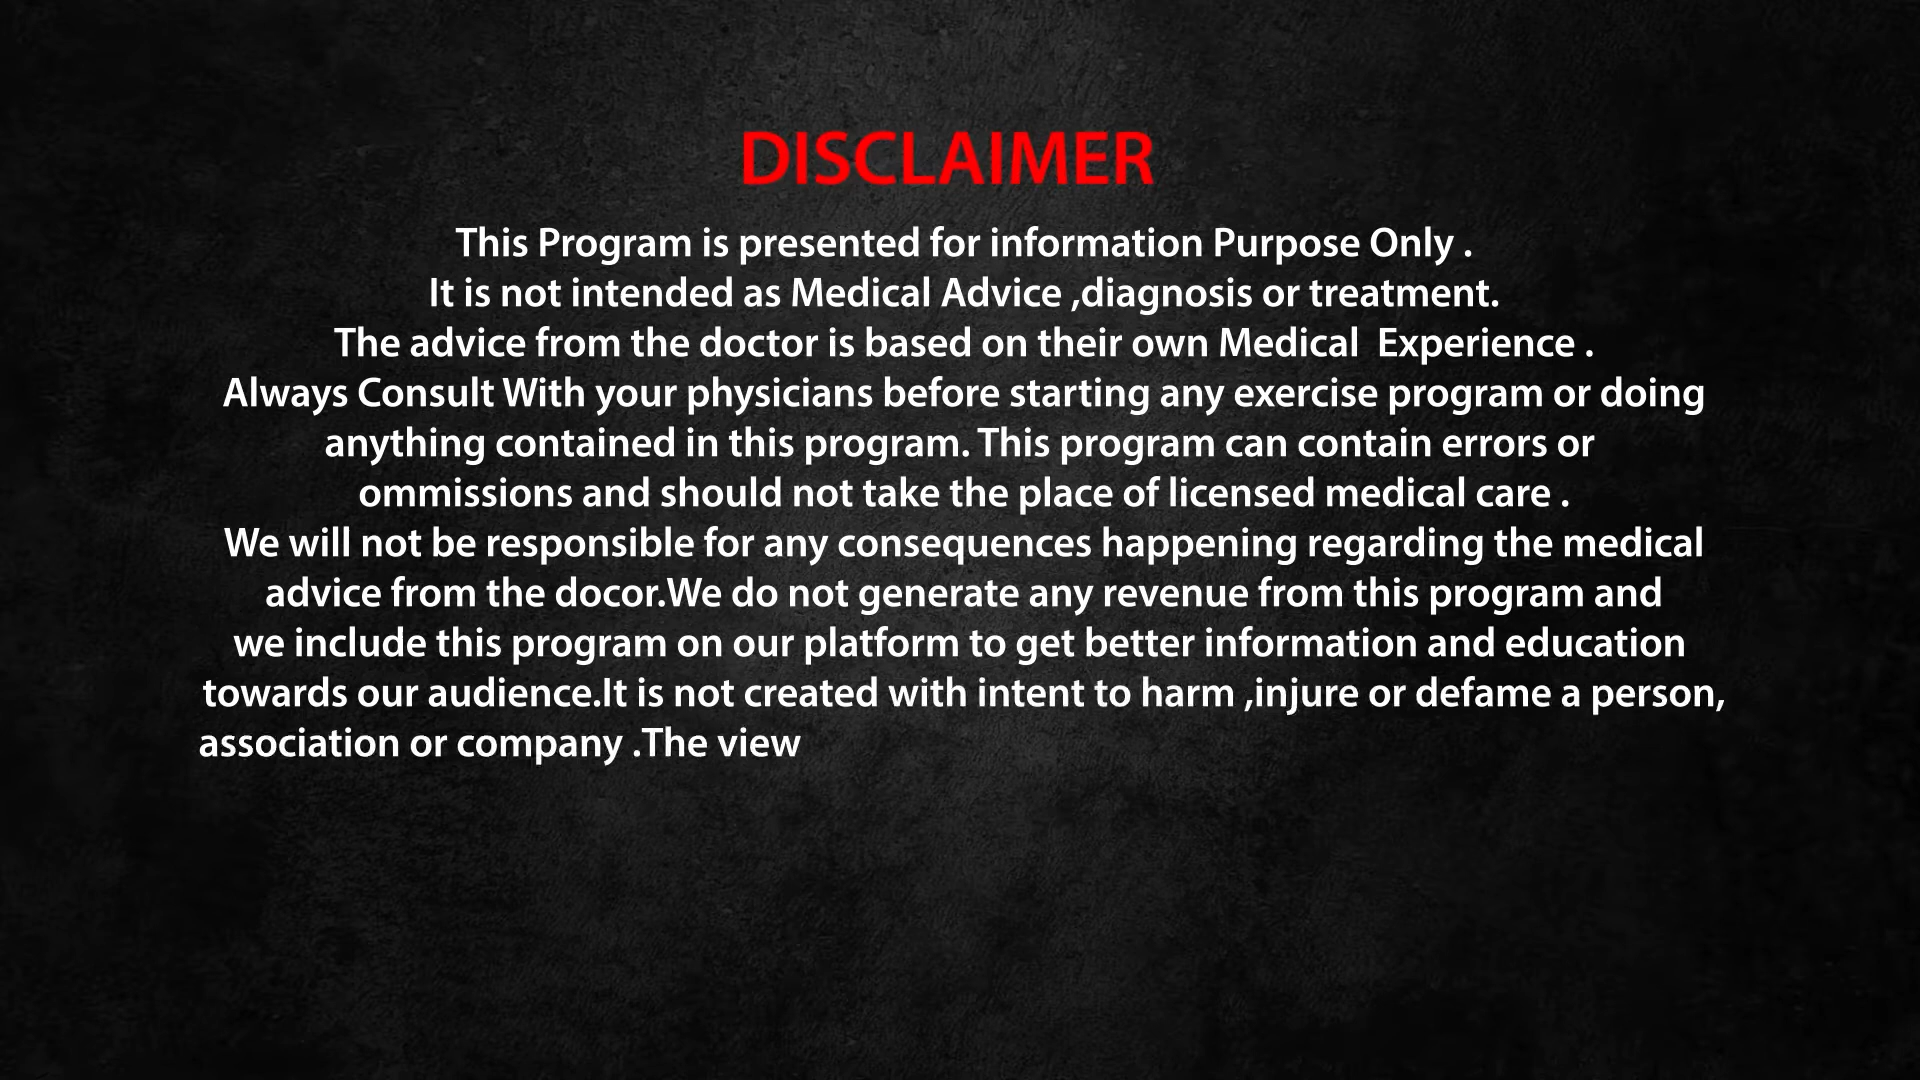 DISCLAIMER
This Program is presented for information Purpose Only .
It is not intended as Medical Advice ,diagnosis or treatment.
The advice from the doctor is based on their own Medical  Experience .
Always Consult With your physicians before starting any exercise program or doing
anything contained in this program. This program can contain errors or
ommissions and should not take the place of licensed medical care .
We will not be responsible for any consequences happening regarding the medical
advice from the docor.We do not generate any revenue from this program and
we include this program on our platform to get better information and education
towards our audience.It is not created with intent to harm ,injure or defame a person,
association or company .The view